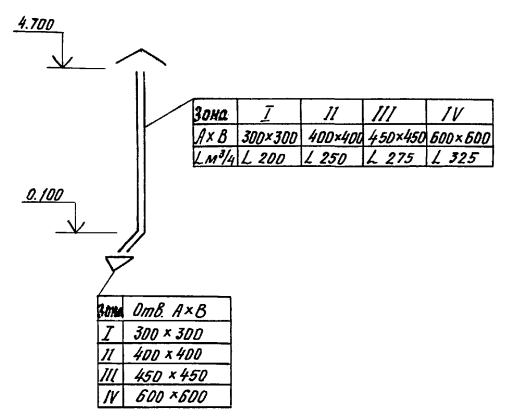 4.700
Зона I II III IV
А×В 300×300 400×400 450×450 600×600
L м³/ч L 200 L 250 L 275 L 325
0.100
Зона Отв. А×В
I 300×300
II 400×400
III 450×450
IV 600×600